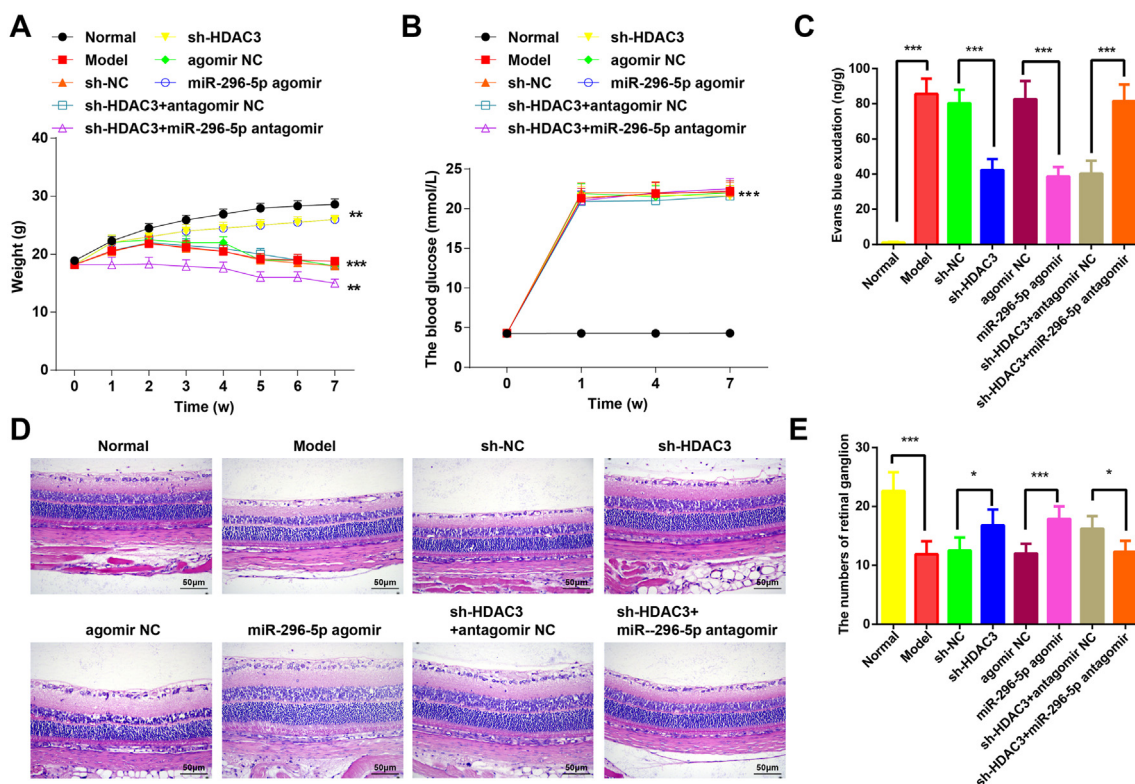 A
Normal
sh-HDAC3
Model
agomir NC
sh-NC
miR-296-5p agomir
sh-HDAC3+antagomir NC
sh-HDAC3+miR-296-5p antagomir
Weight (g)
40
30
20
10
0
**
***
**
0 1 2 3 4 5 6 7
Time (w)
B
Normal
sh-HDAC3
Model
agomir NC
sh-NC
miR-296-5p agomir
sh-HDAC3+antagomir NC
sh-HDAC3+miR-296-5p antagomir
The blood glucose (mmol/L)
25
20
15
10
5
0
***
0 1 4 7
Time (w)
C
Evans blue exudation (ng/g)
100
80
60
40
20
0
*** *** *** ***
Normal
Model
sh-NC
sh-HDAC3
agomir NC
miR-296-5p agomir
sh-HDAC3+antagomir NC
sh-HDAC3+miR-296-5p antagomir
D
Normal
Model
sh-NC
sh-HDAC3
50μm
50μm
50μm
50μm
agomir NC
miR-296-5p agomir
sh-HDAC3
+antagomir NC
sh-HDAC3+
miR--296-5p antagomir
50μm
50μm
50μm
50μm
E
The numbers of retinal ganglion
30
20
10
0
*** * *** *
Normal
Model
sh-NC
sh-HDAC3
agomir NC
miR-296-5p agomir
sh-HDAC3+antagomir NC
sh-HDAC3+miR-296-5p antagomir